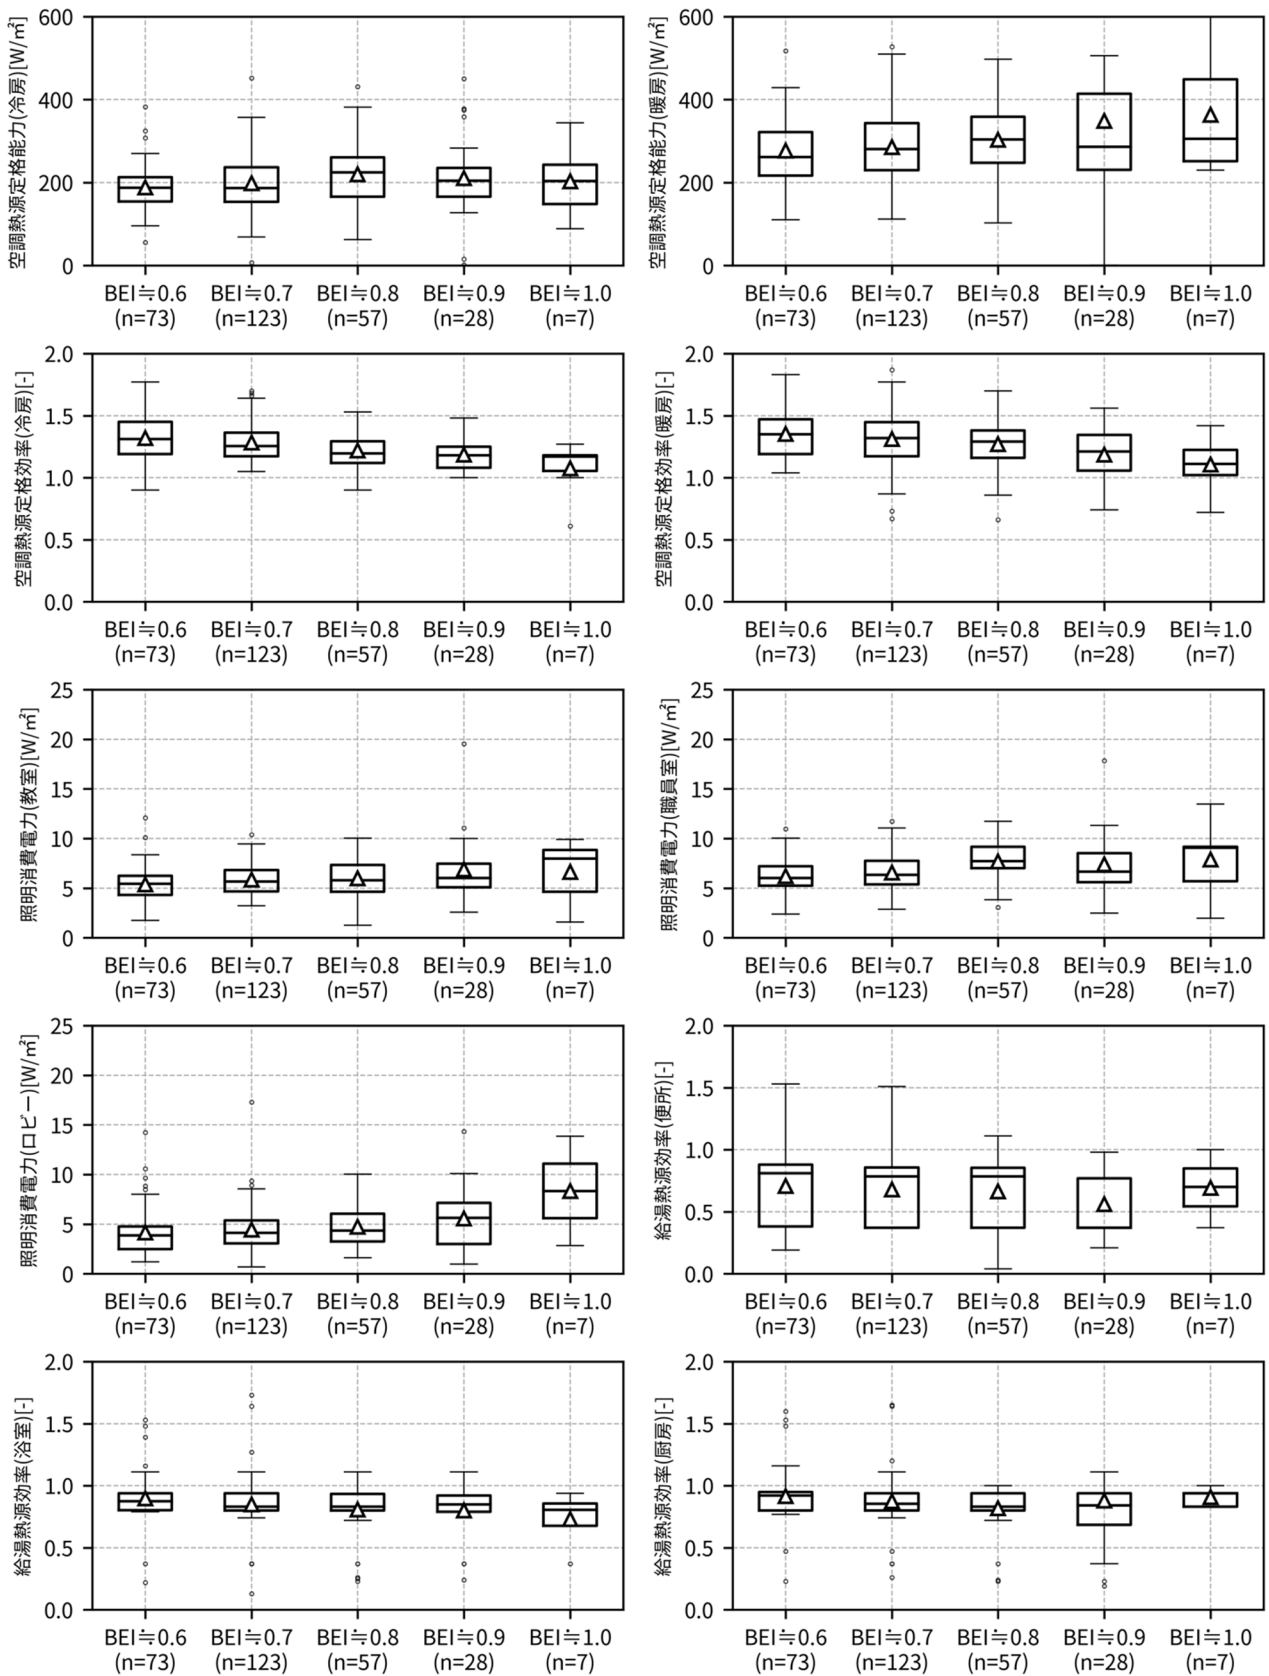 空調熱源定格能力(冷房)[W/㎡]
600
400
200
0
BEI≒0.6 BEI≒0.7 BEI≒0.8 BEI≒0.9 BEI≒1.0
(n=73) (n=123) (n=57) (n=28) (n=7)
空調熱源定格能力(暖房)[W/㎡]
600
400
200
0
BEI≒0.6 BEI≒0.7 BEI≒0.8 BEI≒0.9 BEI≒1.0
(n=73) (n=123) (n=57) (n=28) (n=7)
空調熱源定格効率(冷房)[-]
2.0
1.5
1.0
0.5
0.0
BEI≒0.6 BEI≒0.7 BEI≒0.8 BEI≒0.9 BEI≒1.0
(n=73) (n=123) (n=57) (n=28) (n=7)
空調熱源定格効率(暖房)[-]
2.0
1.5
1.0
0.5
0.0
BEI≒0.6 BEI≒0.7 BEI≒0.8 BEI≒0.9 BEI≒1.0
(n=73) (n=123) (n=57) (n=28) (n=7)
照明消費電力(教室)[W/㎡]
25
20
15
10
5
0
BEI≒0.6 BEI≒0.7 BEI≒0.8 BEI≒0.9 BEI≒1.0
(n=73) (n=123) (n=57) (n=28) (n=7)
照明消費電力(職員室)[W/㎡]
25
20
15
10
5
0
BEI≒0.6 BEI≒0.7 BEI≒0.8 BEI≒0.9 BEI≒1.0
(n=73) (n=123) (n=57) (n=28) (n=7)
照明消費電力(ロビー)[W/㎡]
25
20
15
10
5
0
BEI≒0.6 BEI≒0.7 BEI≒0.8 BEI≒0.9 BEI≒1.0
(n=73) (n=123) (n=57) (n=28) (n=7)
給湯熱源効率(便所)[-]
2.0
1.5
1.0
0.5
0.0
BEI≒0.6 BEI≒0.7 BEI≒0.8 BEI≒0.9 BEI≒1.0
(n=73) (n=123) (n=57) (n=28) (n=7)
給湯熱源効率(浴室)[-]
2.0
1.5
1.0
0.5
0.0
BEI≒0.6 BEI≒0.7 BEI≒0.8 BEI≒0.9 BEI≒1.0
(n=73) (n=123) (n=57) (n=28) (n=7)
給湯熱源効率(厨房)[-]
2.0
1.5
1.0
0.5
0.0
BEI≒0.6 BEI≒0.7 BEI≒0.8 BEI≒0.9 BEI≒1.0
(n=73) (n=123) (n=57) (n=28) (n=7)